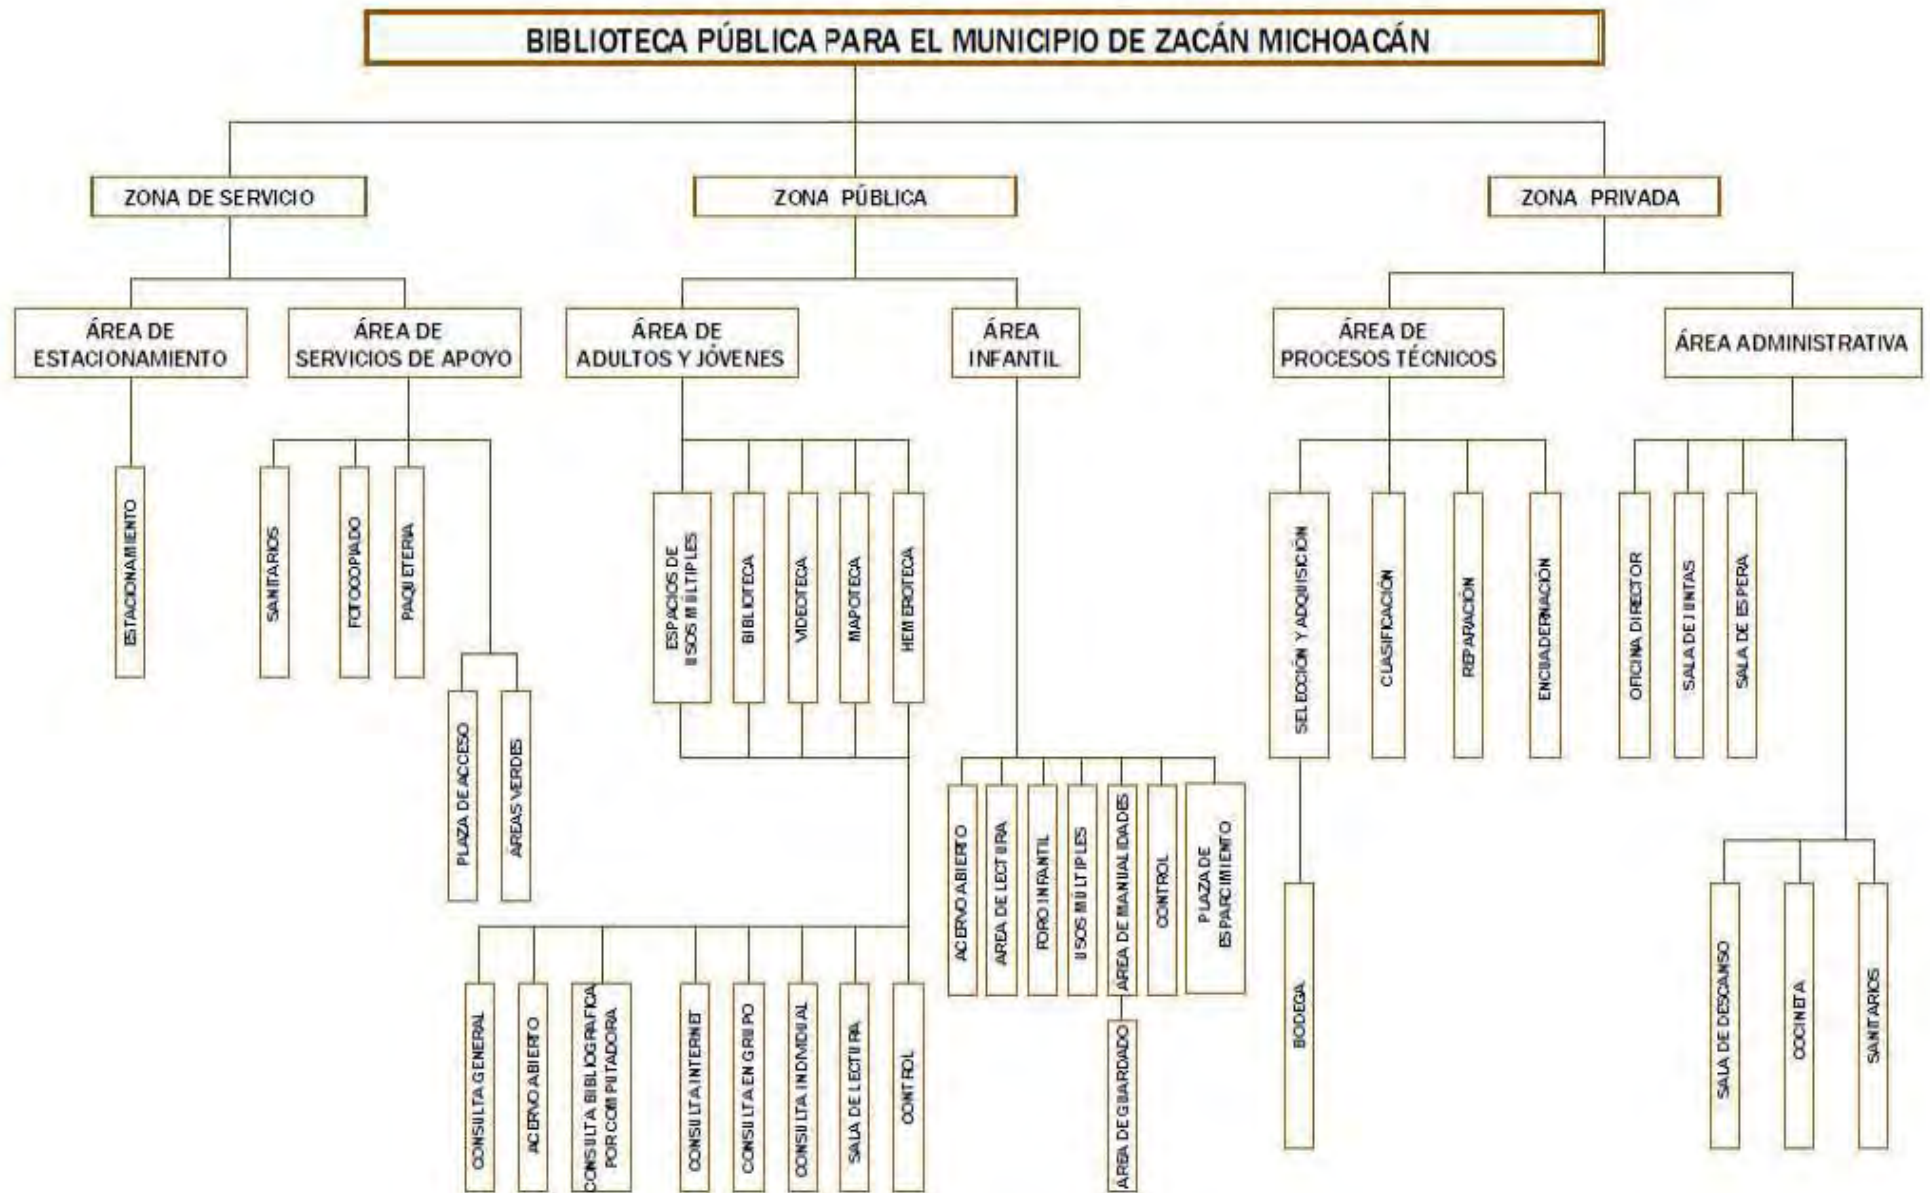 BIBLIOTECA PÚBLICA PARA EL MUNICIPIO DE ZACÁN MICHOACÁN
ZONA DE SERVICIO
ZONA PÚBLICA
ZONA PRIVADA
ÁREA DE
ESTACIONAMIENTO
ÁREA DE
SERVICIOS DE APOYO
ÁREA DE
ADULTOS Y JÓVENES
ÁREA
INFANTIL
ÁREA DE
PROCESOS TÉCNICOS
ÁREA ADMINISTRATIVA
ESTACIONAMIENTO
SANITARIOS
FOTOCOPIADO
PAQUETERIA
PLAZA DE ACCESO
ÁREAS VERDES
ESPACIOS DE
USOS MÚLTIPLES
BIBLIOTECA
VIDEOTECA
MAPOTECA
HEMEROTECA
CONSULTA GENERAL
ACERVO ABIERTO
CONSULTA BIBLIOGRAFICA
POR COMPUTADORA
CONSULTA INTERNET
CONSULTA EN GRUPO
CONSULTA INDIVIDUAL
SALA DE LECTURA
CONTROL
ACERVO ABIERTO
AREA DE LECTURA
FORO INFANTIL
USOS MÚLTIPLES
AREA DE MANUALIDADES
CONTROL
PLAZA DE
ESPARCIMIENTO
AREA DE GUARDADO
SELECCIÓN Y ADQUISICIÓN
CLASIFICACIÓN
REPARACIÓN
ENCUADERNACIÓN
BODEGA
OFICINA DIRECTOR
SALA DE JUNTAS
SALA DE ESPERA
SALA DE DESCANSO
COCINETA
SANITARIOS